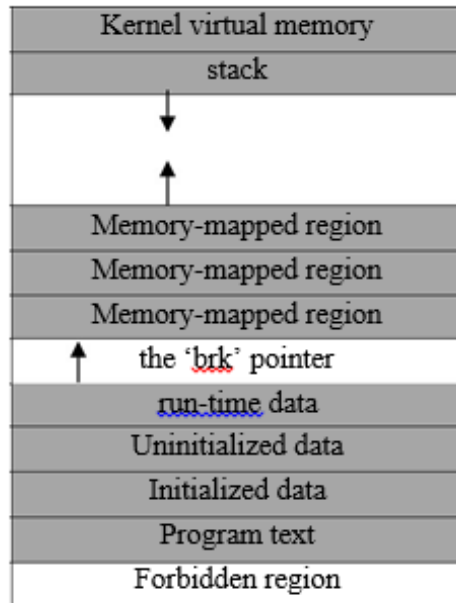 Kernel virtual memory
stack
Memory-mapped region
Memory-mapped region
Memory-mapped region
the ‘brk’ pointer
run-time data
Uninitialized data
Initialized data
Program text
Forbidden region